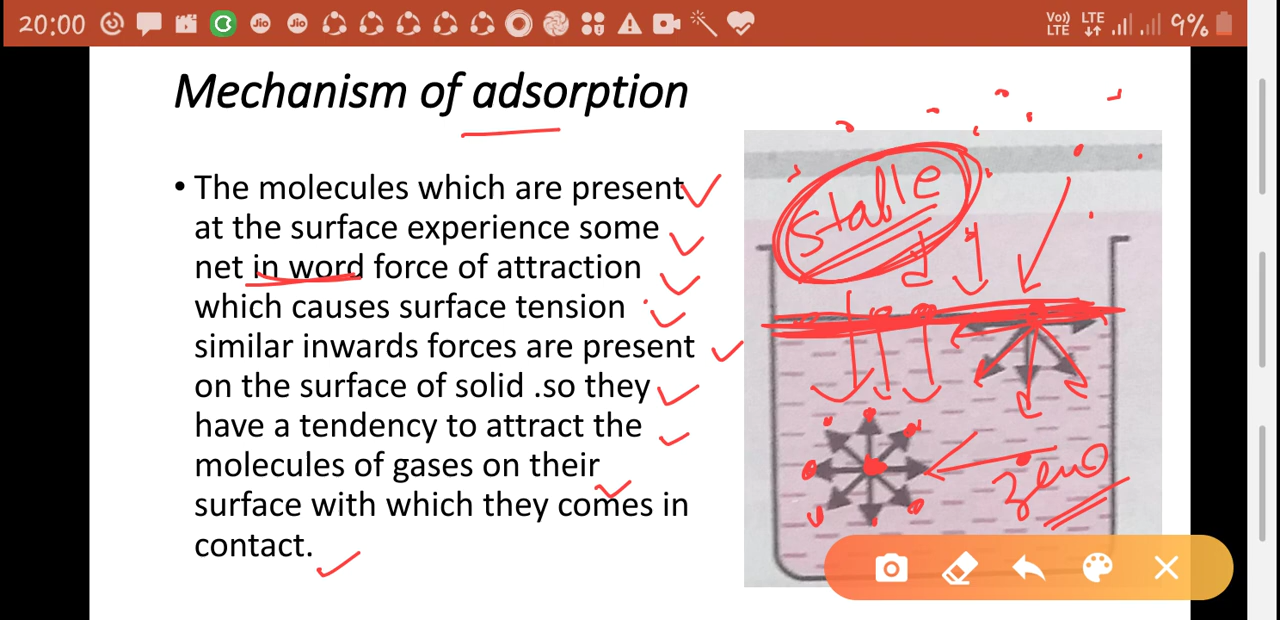 20:00
Jio
Jio
Vo)) LTE
LTE
9%
Mechanism of adsorption
• The molecules which are present
at the surface experience some
net in word force of attraction
which causes surface tension
similar inwards forces are present
on the surface of solid .so they
have a tendency to attract the
molecules of gases on their
surface with which they comes in
contact.
stable
zero